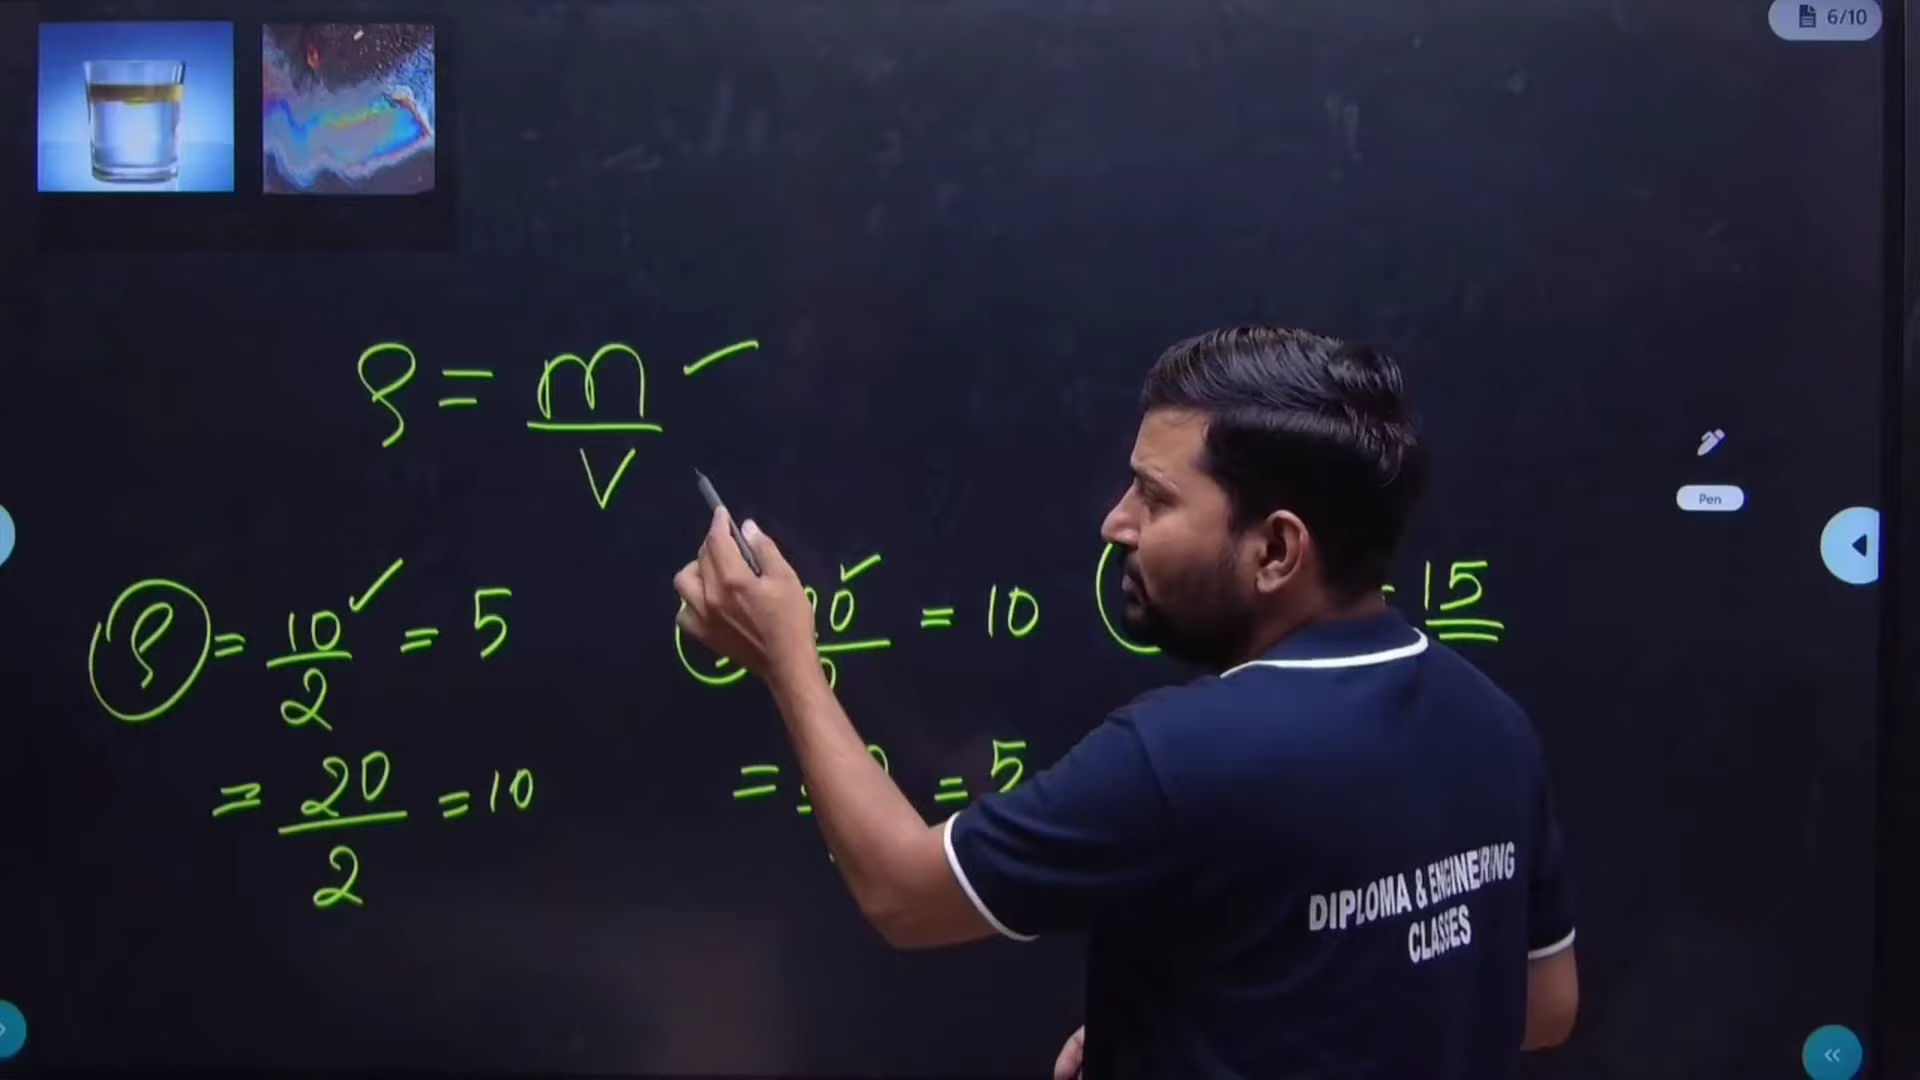 6/10
ρ = m / V
Pen
ρ = 10 / 2 = 5
= 10
= 15
= 20 / 2 = 10
= 5
DIPLOMA & ENGINEERING
CLASSES